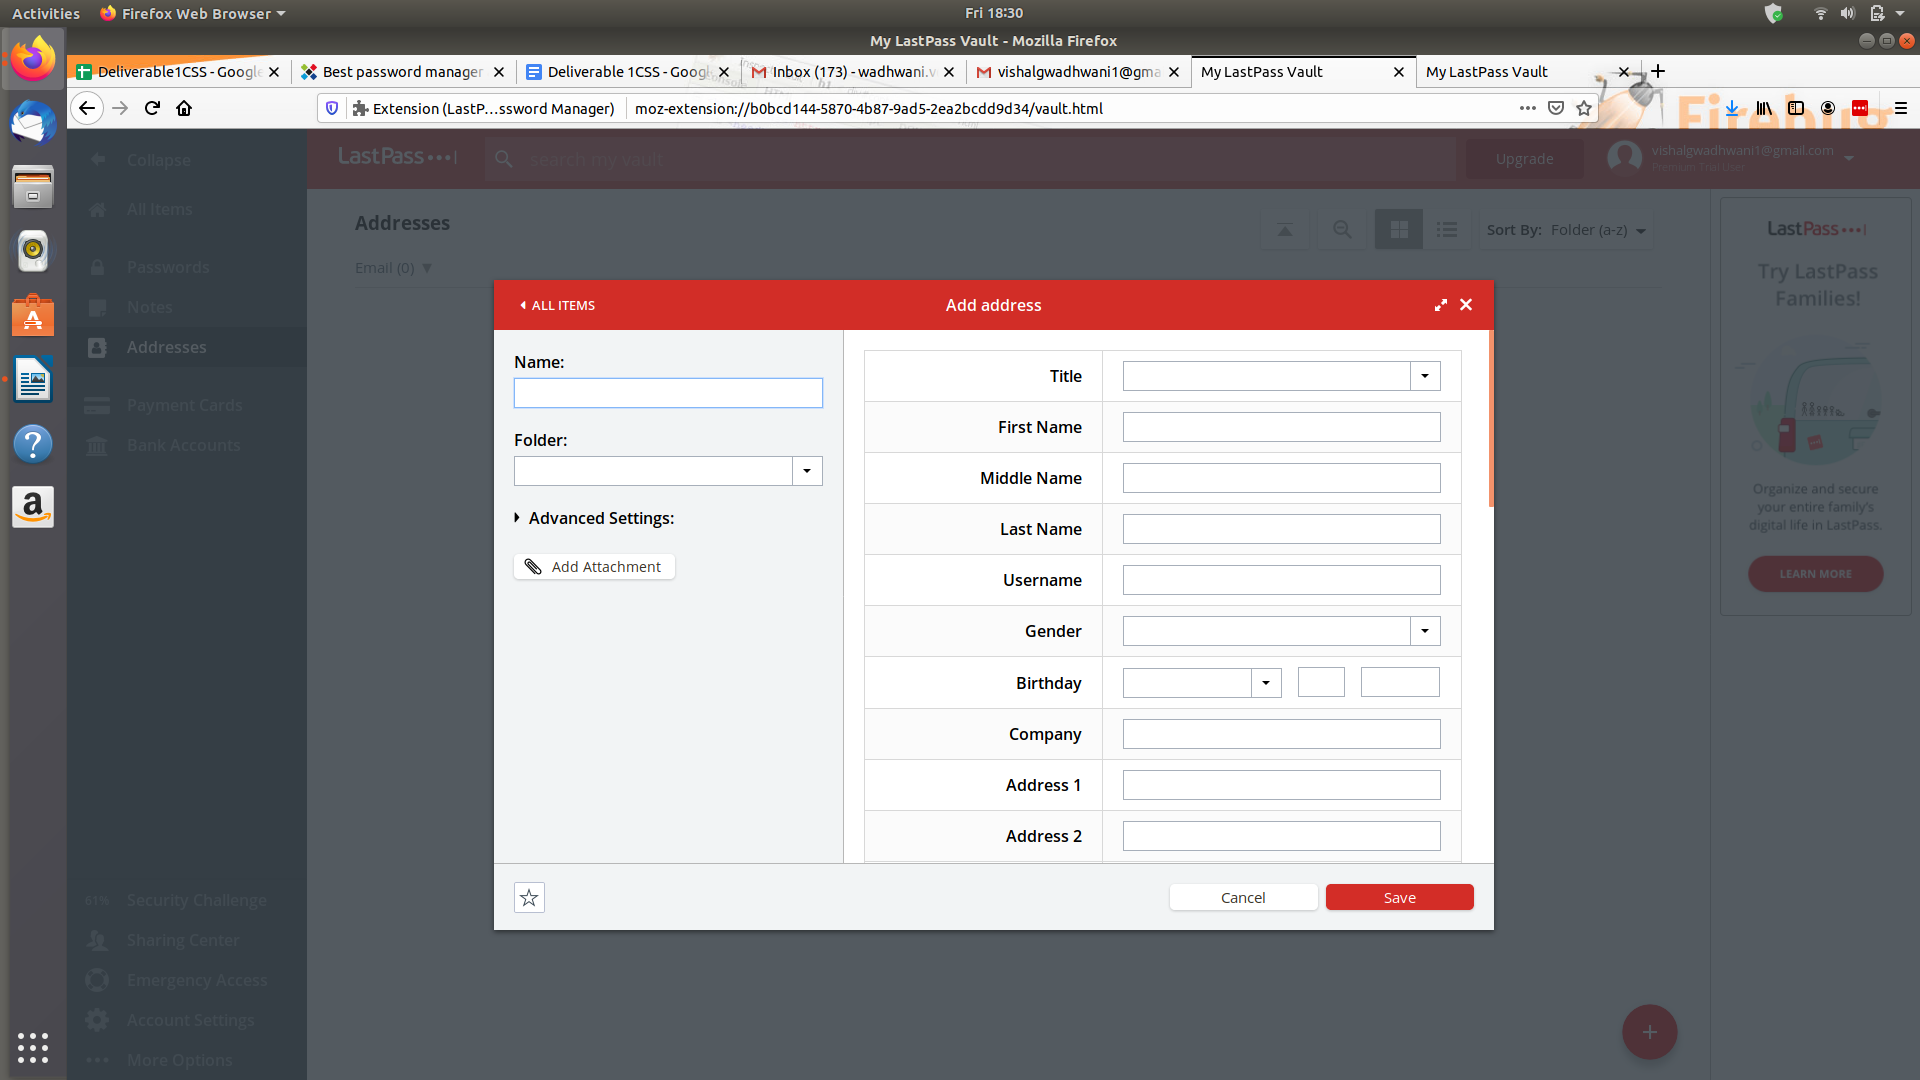 Activities
Firefox Web Browser
Fri 18:30
My LastPass Vault - Mozilla Firefox
Deliverable1CSS - Google
Best password manager
Deliverable 1CSS - Goog
Inbox (173) - wadhwani.v
vishalgwadhwani1@gma
My LastPass Vault
My LastPass Vault
Extension (LastP...ssword Manager)
moz-extension://b0bcd144-5870-4b87-9ad5-2ea2bcdd9d34/vault.html
Firebug
Collapse
All Items
Passwords
Notes
Addresses
Payment Cards
Bank Accounts
61% Security Challenge
Sharing Center
Emergency Access
Account Settings
More Options
LastPass
search my vault
Upgrade
vishalgwadhwani1@gmail.com
Premium Trial User
Addresses
Sort By: Folder (a-z)
Email (0)
ALL ITEMS
Add address
Name:
Folder:
Advanced Settings:
Add Attachment
Title
First Name
Middle Name
Last Name
Username
Gender
Birthday
Company
Address 1
Address 2
Cancel
Save
LastPass
Try LastPass
Families!
Organize and secure
your entire family's
digital life in LastPass.
LEARN MORE